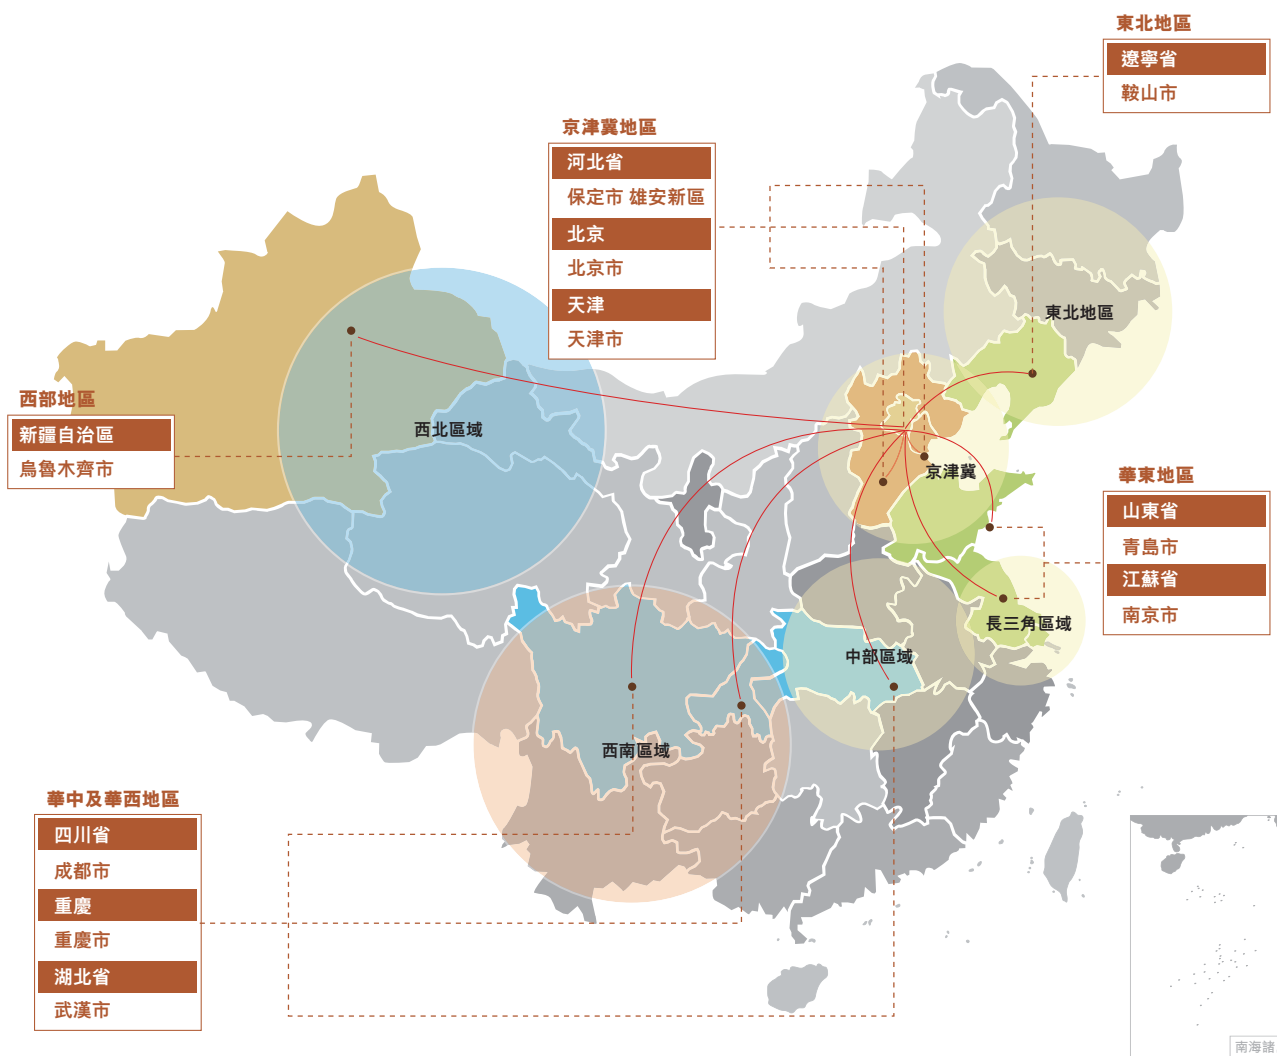 東北地區
遼寧省
鞍山市
京津冀地區
河北省
保定市 雄安新區
北京
北京市
天津
天津市
東北地區
西部地區
新疆自治區
烏魯木齊市
西北區域
京津冀
華東地區
山東省
青島市
江蘇省
南京市
長三角區域
中部區域
西南區域
華中及華西地區
四川省
成都市
重慶
重慶市
湖北省
武漢市
南海諸